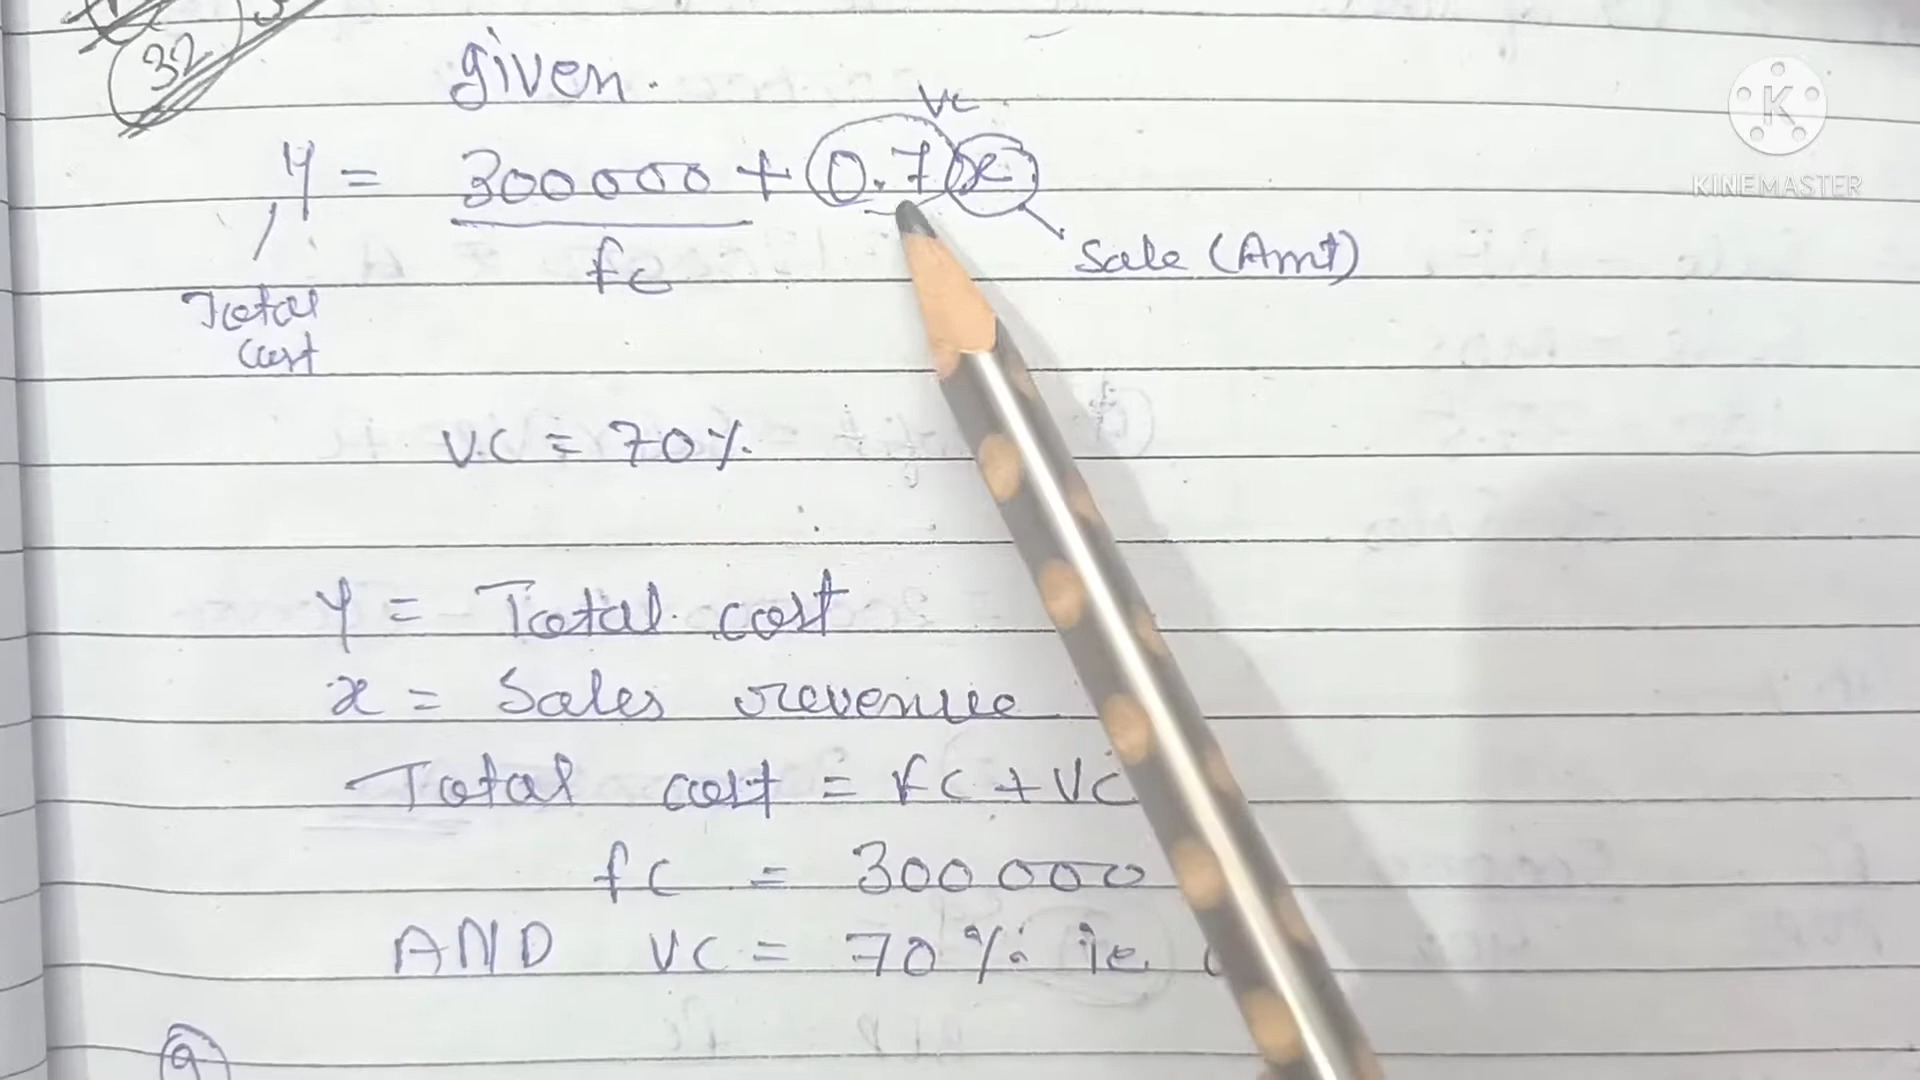 32
given.
VC
Y = 300000 + 0.7x
fc
Sale (Amt)
Total
cost
V.C = 70%.
Y = Total cost
x = Sales revenue
Total cost = FC + VC
fc = 300000
AND VC = 70% ie
a
K
KINEMASTER